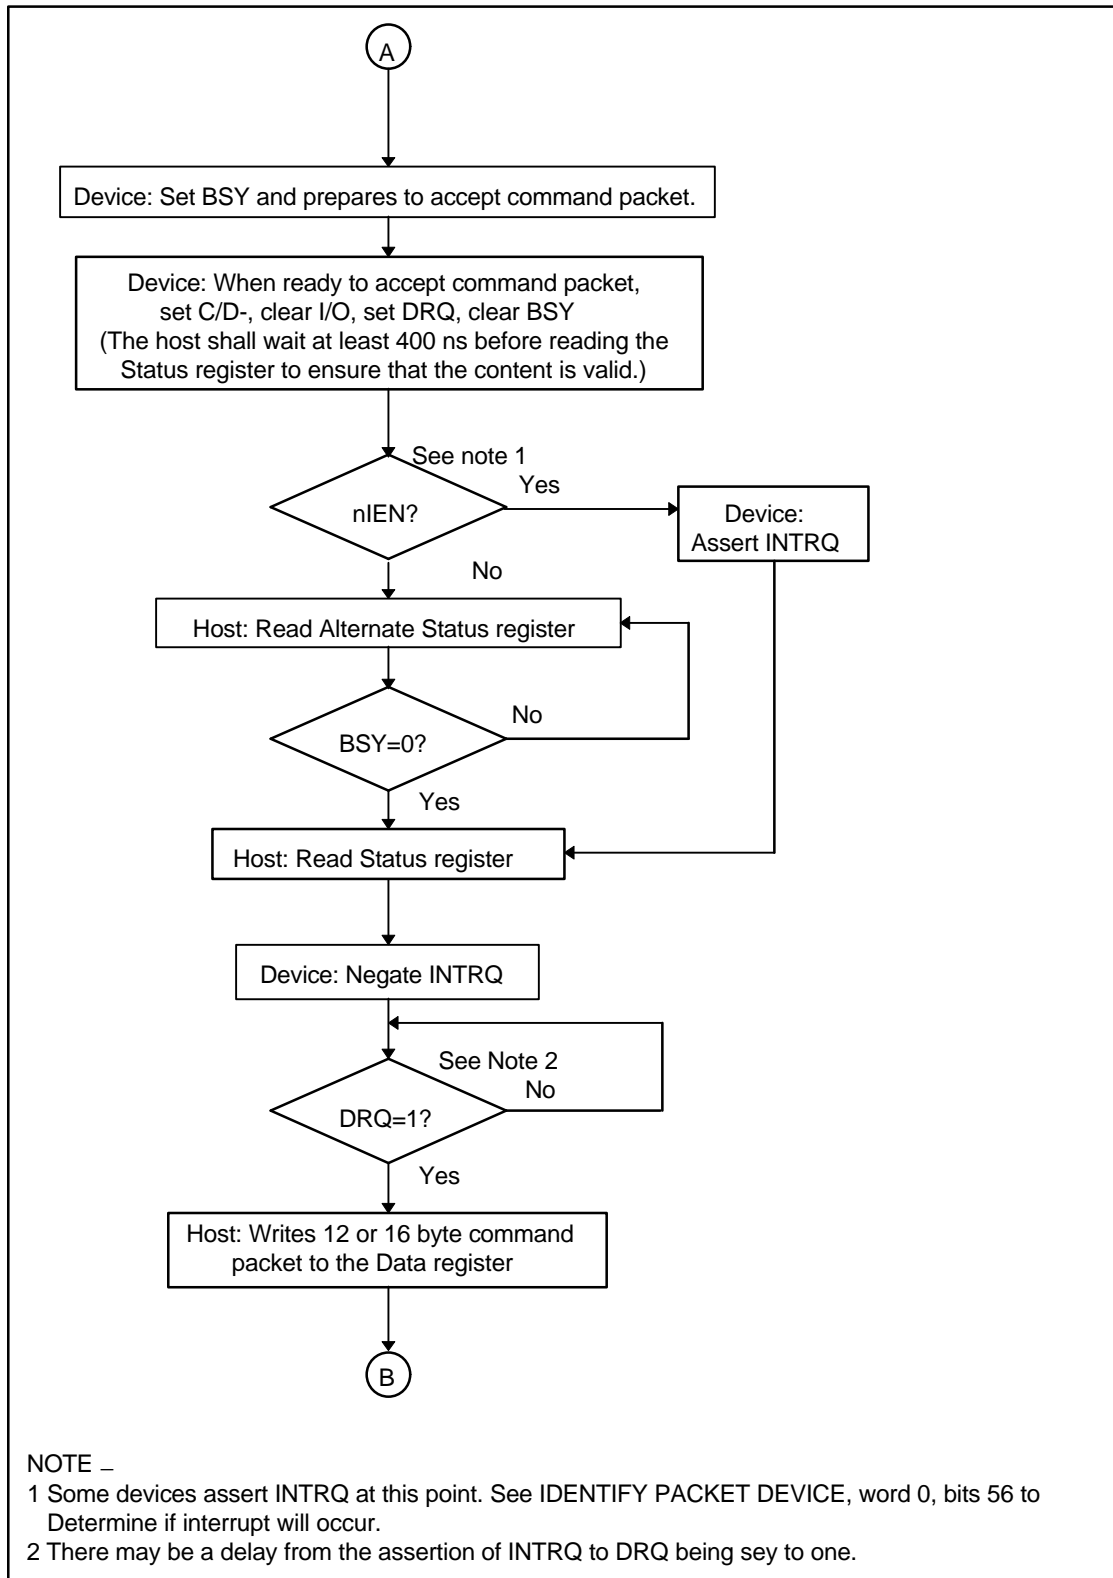 A
Device: Set BSY and prepares to accept command packet.
Device: When ready to accept command packet,
set C/D-, clear I/O, set DRQ, clear BSY
(The host shall wait at least 400 ns before reading the
Status register to ensure that the content is valid.)
See note 1
Yes
nIEN?
Device:
Assert INTRQ
No
Host: Read Alternate Status register
No
BSY=0?
Yes
Host: Read Status register
Device: Negate INTRQ
See Note 2
No
DRQ=1?
Yes
Host: Writes 12 or 16 byte command
packet to the Data register
B
NOTE –
1 Some devices assert INTRQ at this point. See IDENTIFY PACKET DEVICE, word 0, bits 56 to
Determine if interrupt will occur.
2 There may be a delay from the assertion of INTRQ to DRQ being sey to one.